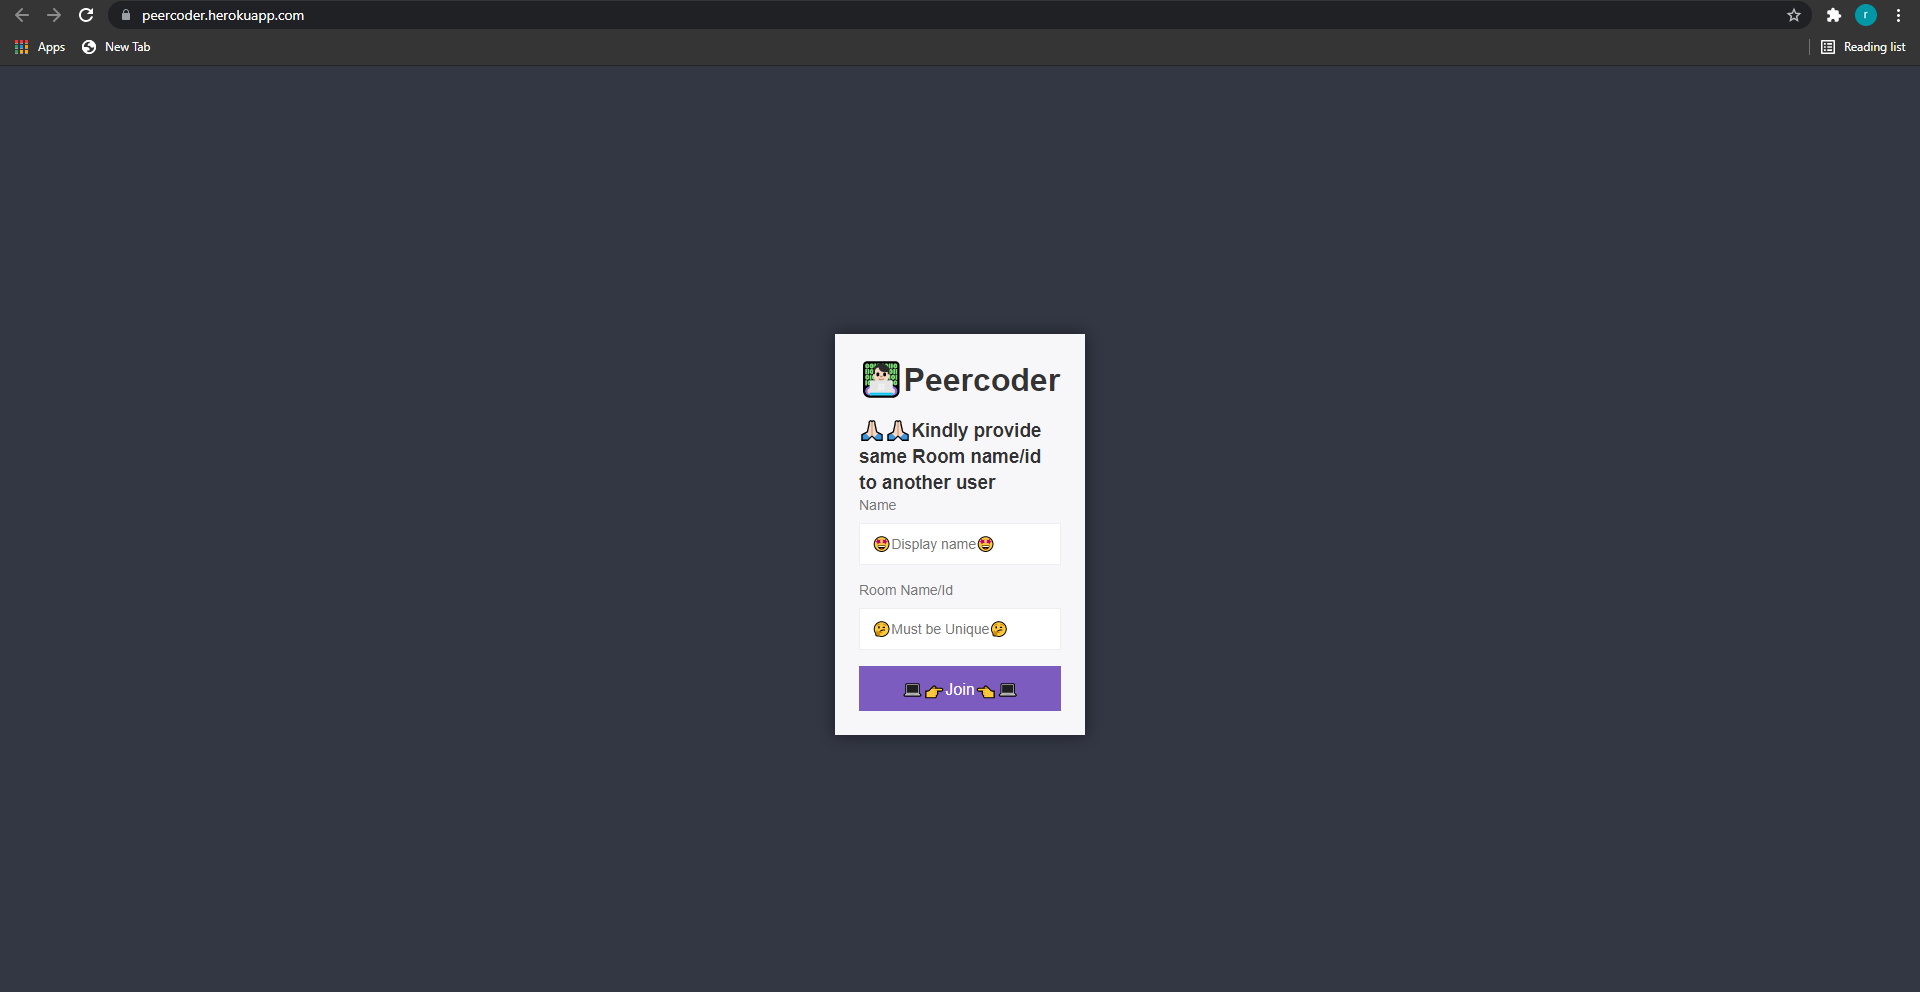 peercoder.herokuapp.com
r
Apps
New Tab
Reading list
Peercoder
🙏🏻🙏🏻Kindly provide
same Room name/id
to another user
Name
🤩Display name🤩
Room Name/Id
🤔Must be Unique🤔
💻👉Join👈💻